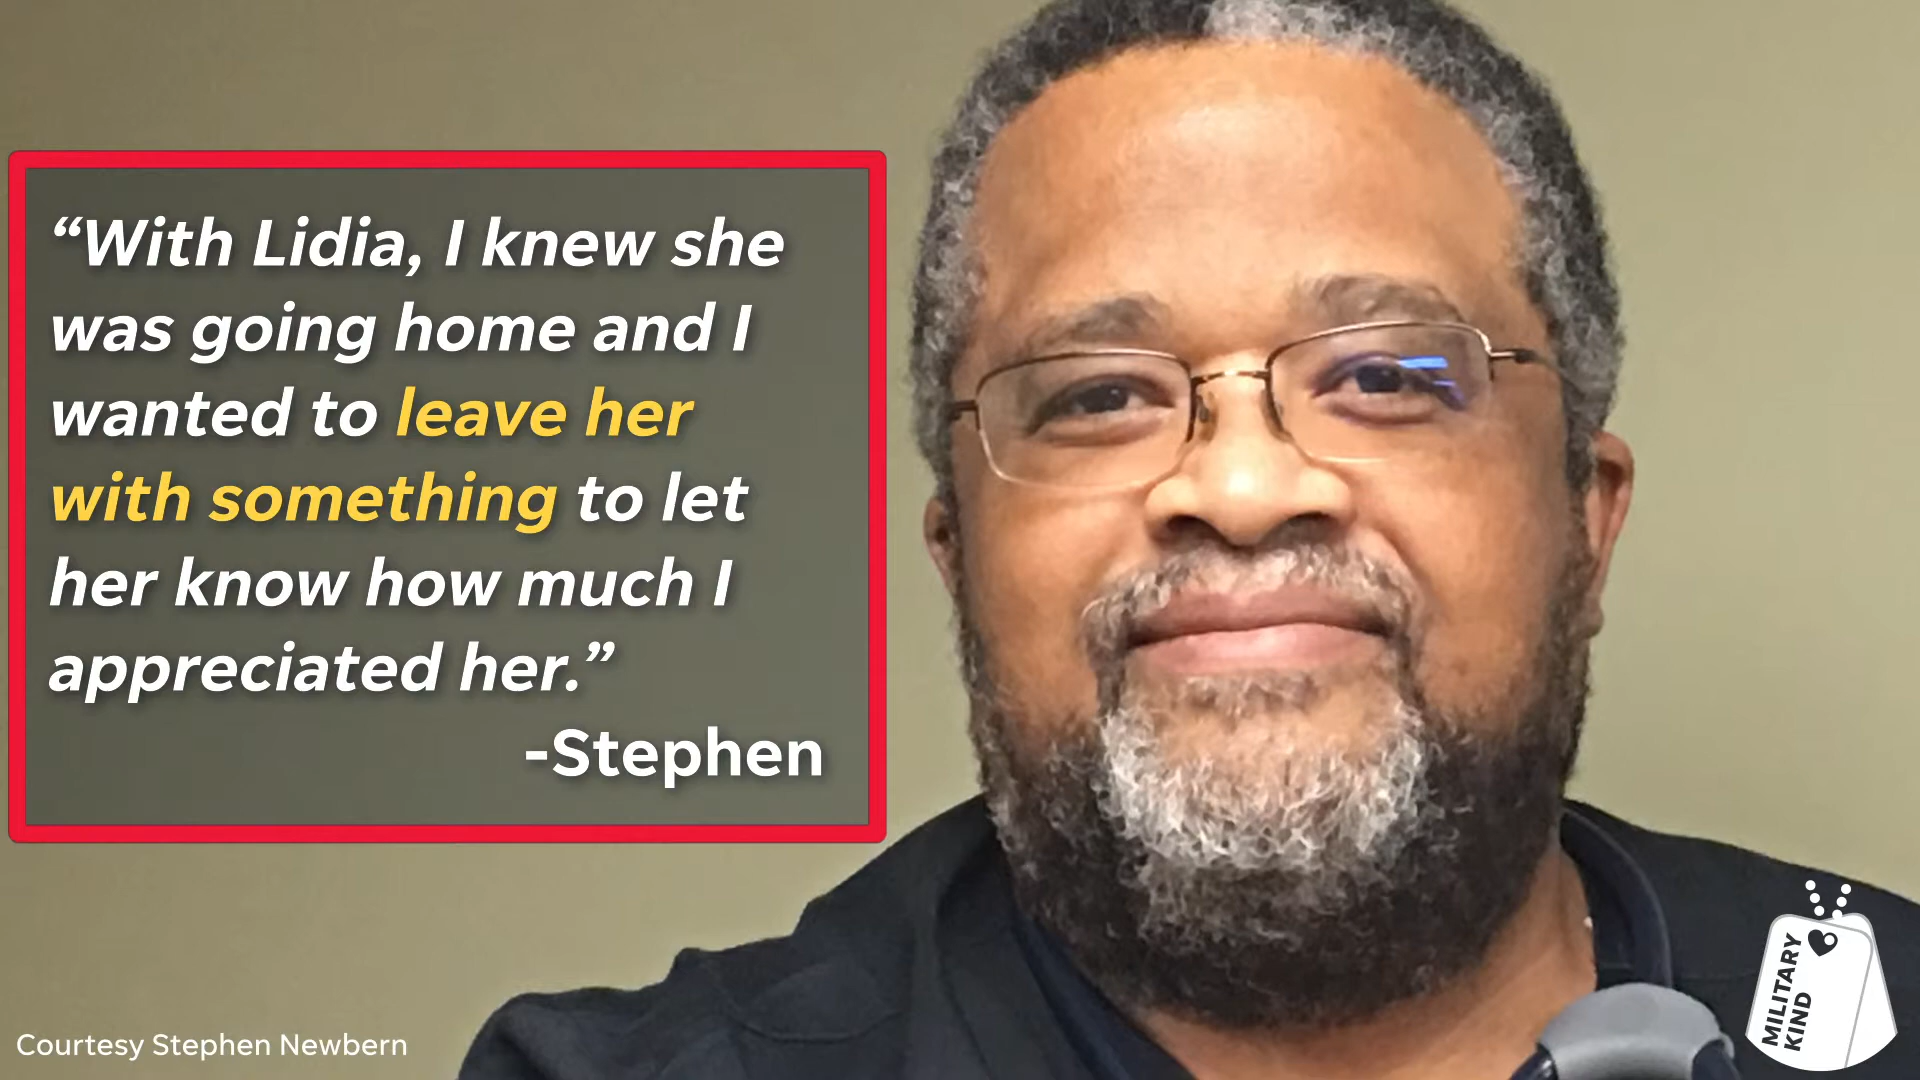 “With Lidia, I knew she
was going home and I
wanted to leave her
with something to let
her know how much I
appreciated her.”
-Stephen
Courtesy Stephen Newbern
MILITARY
KIND